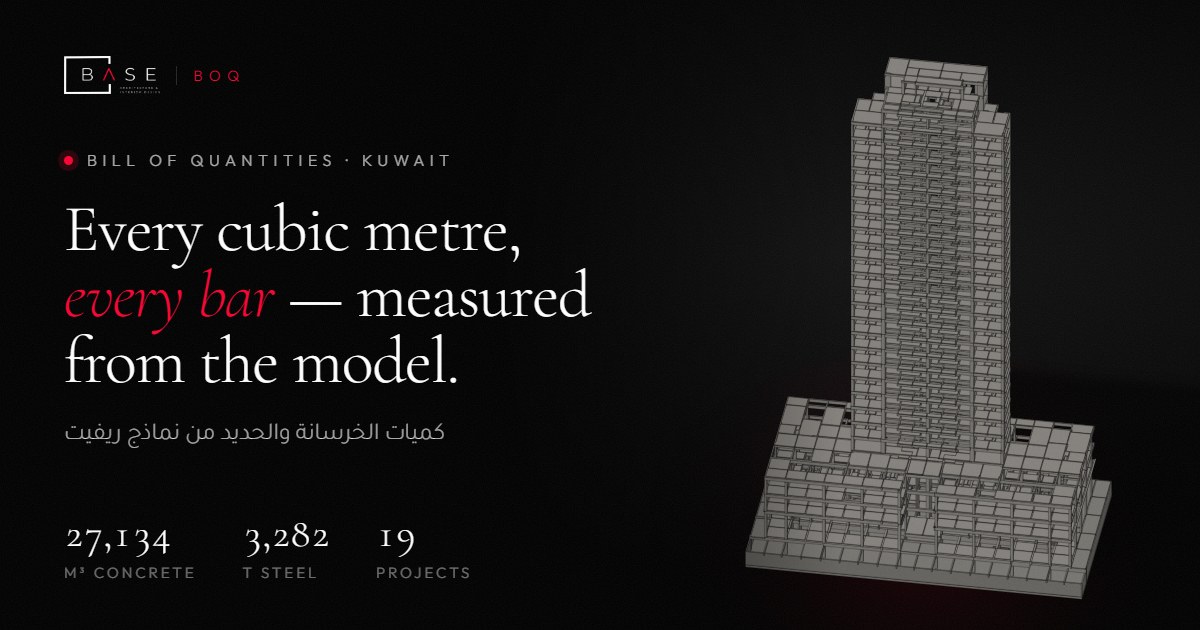 BASE
BOQ
BILL OF QUANTITIES · KUWAIT
Every cubic metre,
every bar — measured
from the model.
كميات الخرسانة والحديد من نماذج ريفيت
27,134
M³ CONCRETE
3,282
T STEEL
19
PROJECTS